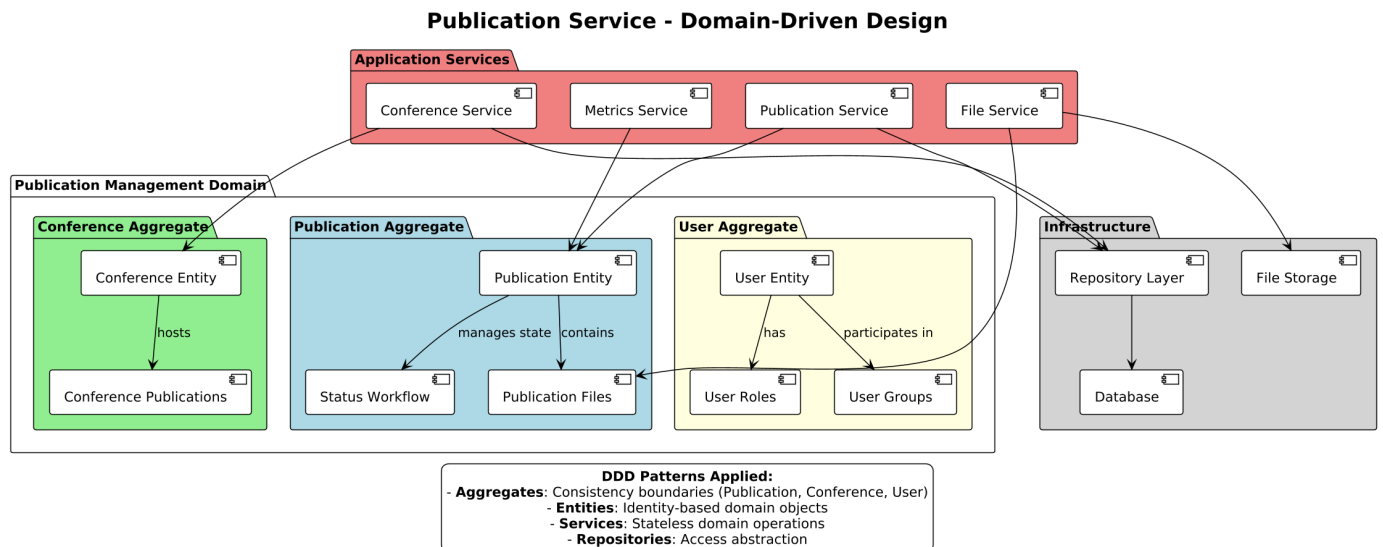 Publication Service - Domain-Driven Design
Application Services
Conference Service
Metrics Service
Publication Service
File Service
Publication Management Domain
Conference Aggregate
Conference Entity
hosts
Conference Publications
Publication Aggregate
Publication Entity
manages state
contains
Status Workflow
Publication Files
User Aggregate
User Entity
has
participates in
User Roles
User Groups
Infrastructure
Repository Layer
File Storage
Database
DDD Patterns Applied:
- Aggregates: Consistency boundaries (Publication, Conference, User)
- Entities: Identity-based domain objects
- Services: Stateless domain operations
- Repositories: Access abstraction